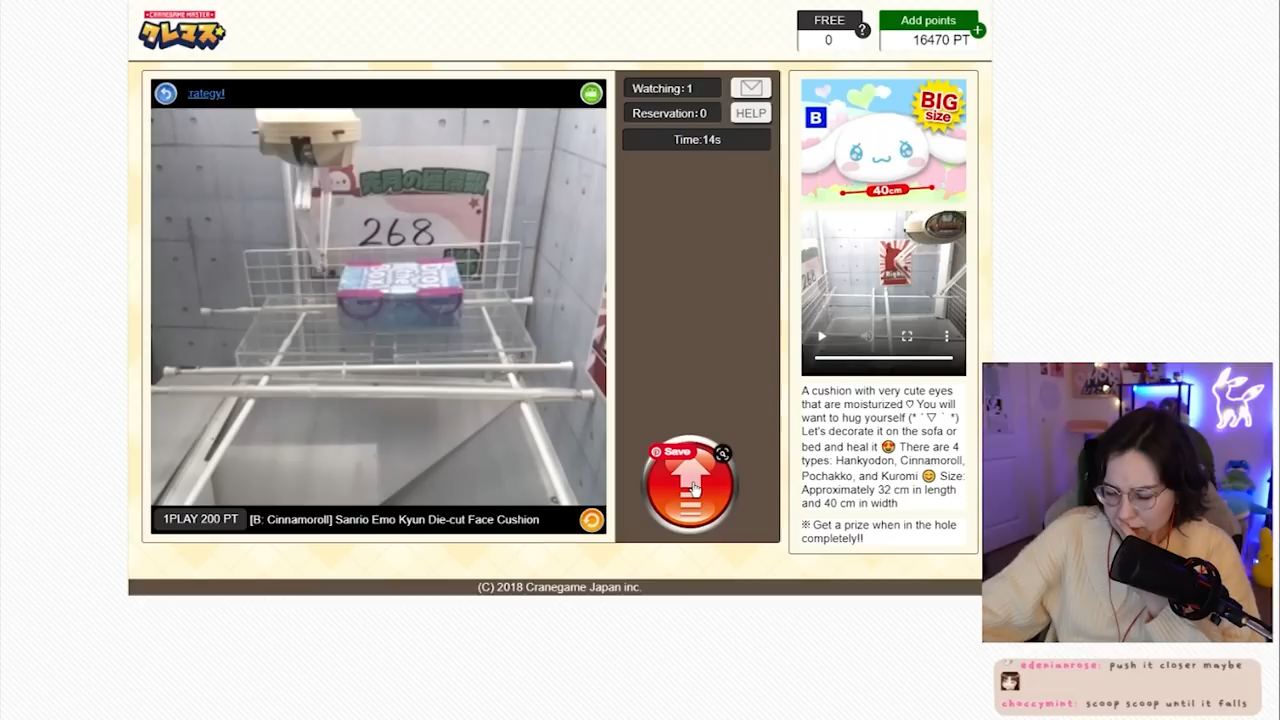 CRANEGAME MASTER
クレマス
FREE
0
?
Add points
16470 PT
+
rategy!
Watching:1
Reservation:0
HELP
Time:14s
268
1PLAY 200 PT
[B: Cinnamoroll] Sanrio Emo Kyun Die-cut Face Cushion
Save
B
BIG
size
40cm
A cushion with very cute eyes
that are moisturized ♡ You will
want to hug yourself (* ´ ▽ ` *)
Let's decorate it on the sofa or
bed and heal it 😍 There are 4
types: Hankyodon, Cinnamoroll,
Pochakko, and Kuromi 😊 Size:
Approximately 32 cm in length
and 40 cm in width
※ Get a prize when in the hole
completely!!
(C) 2018 Cranegame Japan inc.
edenianrose: push it closer maybe
choccymint: scoop scoop until it falls